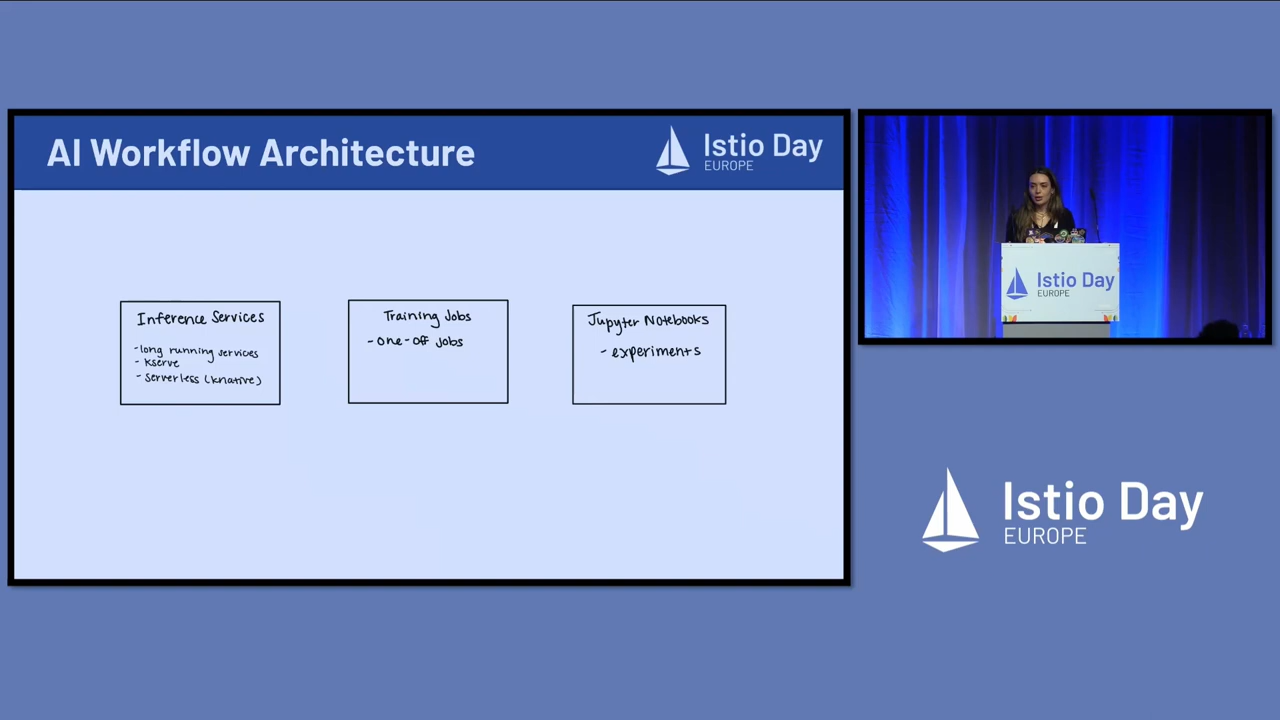 AI Workflow Architecture
Istio Day
EUROPE
Inference Services
-long running services
- Kserve
- Serverless (Knative)
Training Jobs
- one-off jobs
Jupyter Notebooks
- experiments
Istio Day
EUROPE
Istio Day
EUROPE